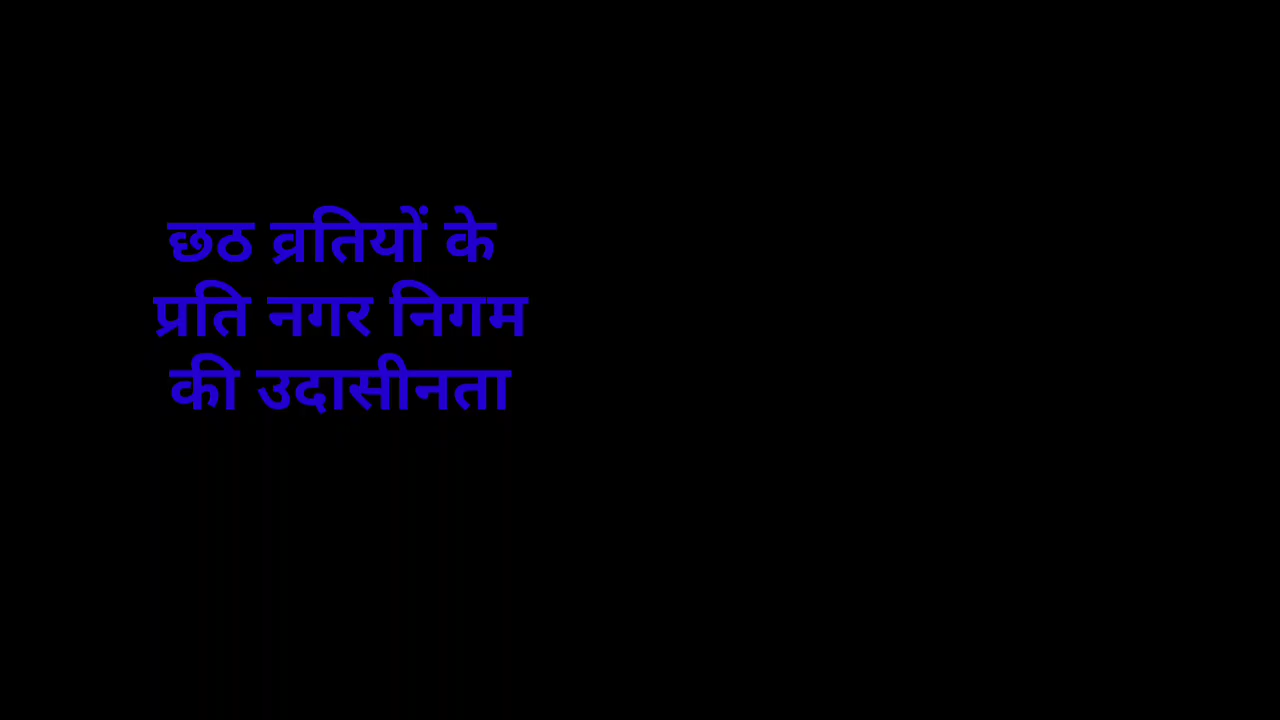 छठ व्रतियों के
प्रति नगर निगम
की उदासीनता